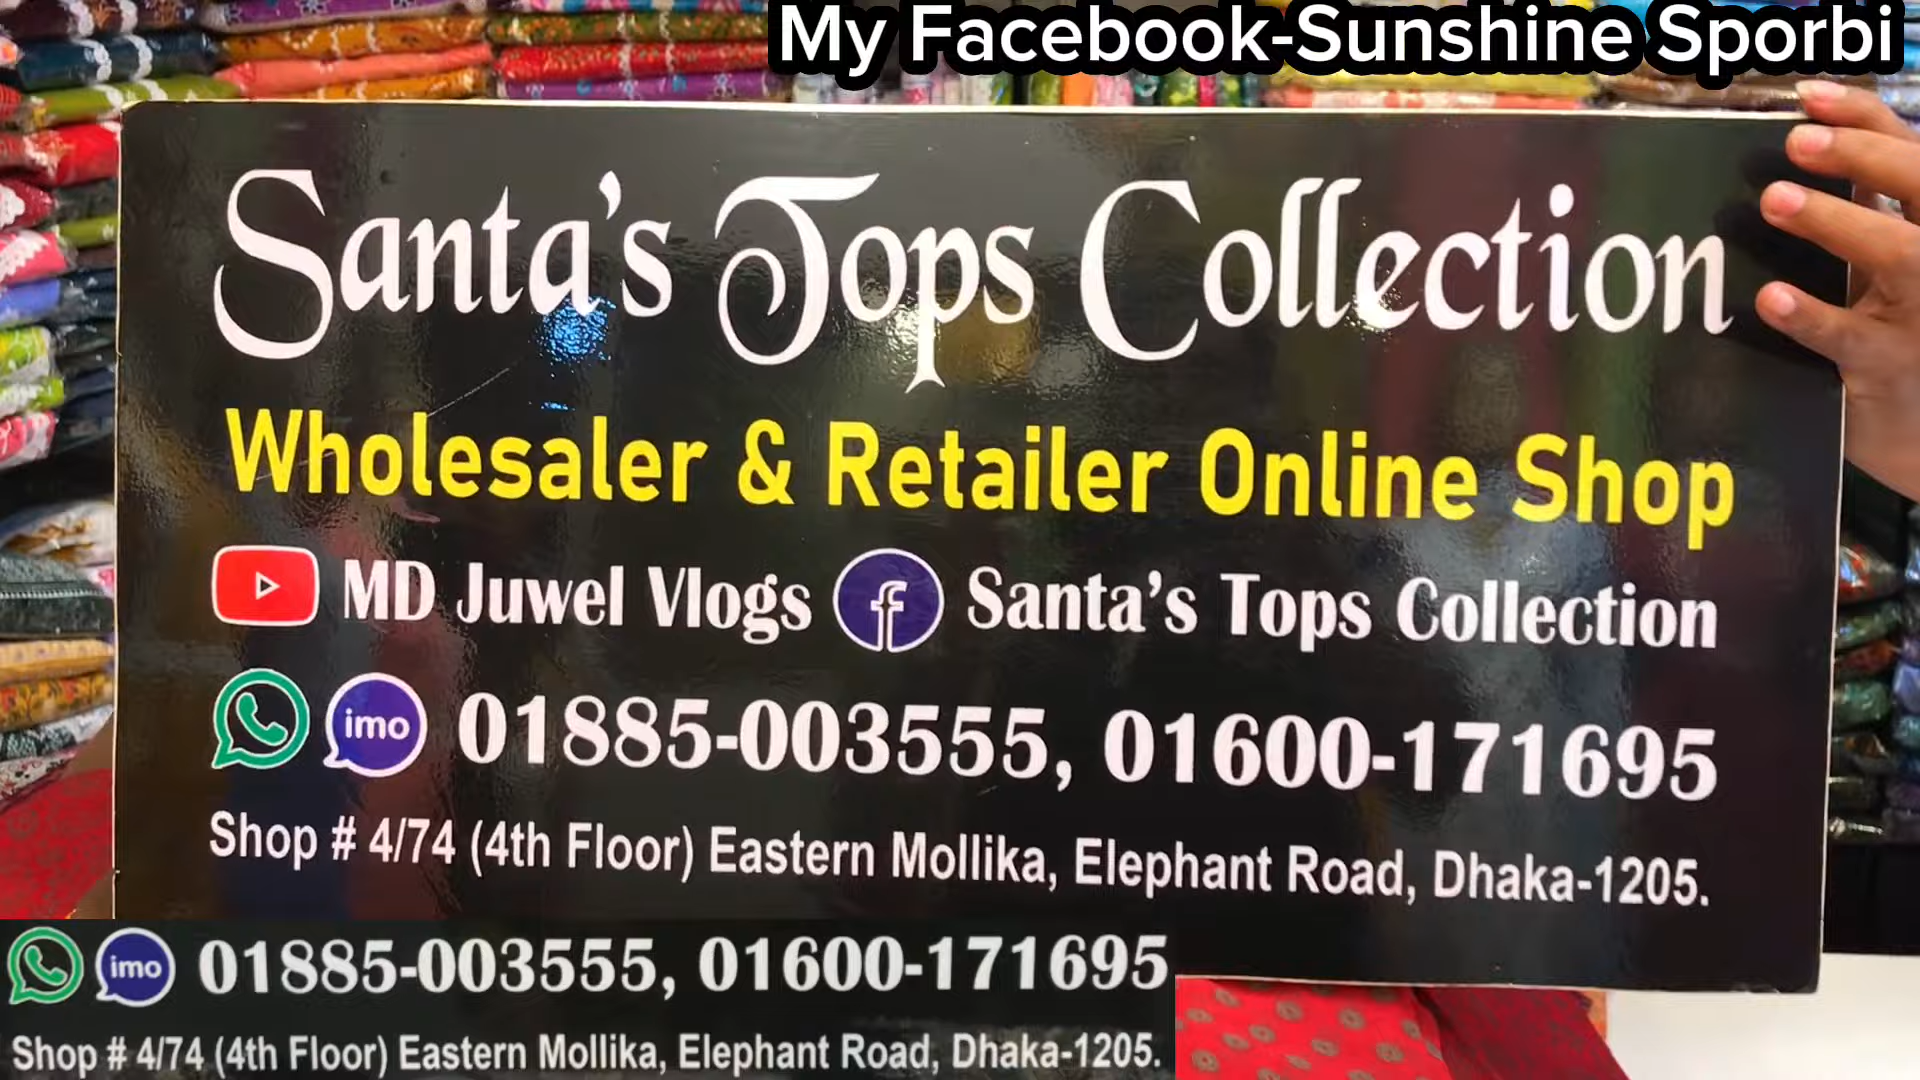 My Facebook-Sunshine Sporbi
Santa's Tops Collection
Wholesaler & Retailer Online Shop
MD Juwel Vlogs Santa's Tops Collection
imo 01885-003555, 01600-171695
Shop # 4/74 (4th Floor) Eastern Mollika, Elephant Road, Dhaka-1205.
imo 01885-003555, 01600-171695
Shop # 4/74 (4th Floor) Eastern Mollika, Elephant Road, Dhaka-1205.